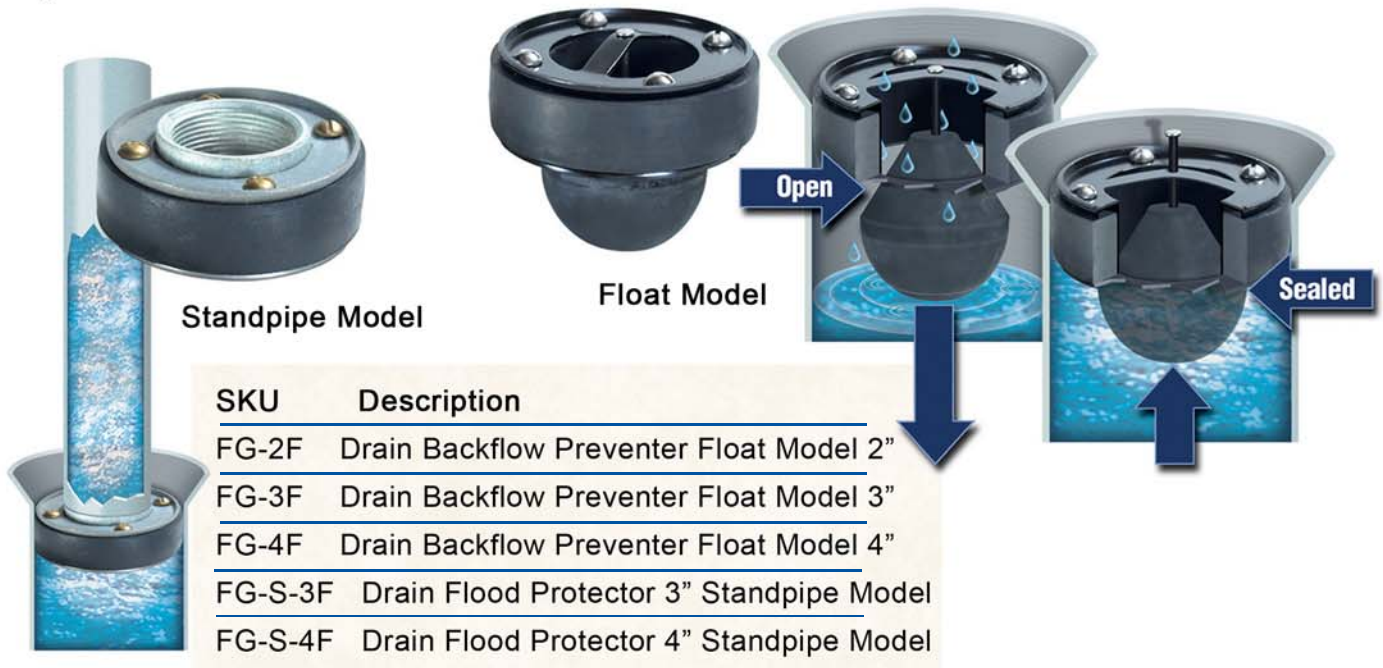 Open
Sealed
Float Model
Standpipe Model
SKU Description
FG-2F Drain Backflow Preventer Float Model 2”
FG-3F Drain Backflow Preventer Float Model 3”
FG-4F Drain Backflow Preventer Float Model 4”
FG-S-3F Drain Flood Protector 3” Standpipe Model
FG-S-4F Drain Flood Protector 4” Standpipe Model